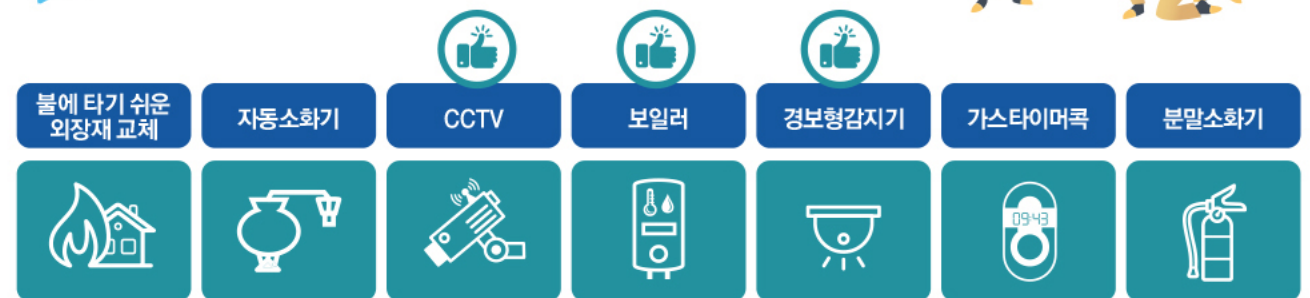 불에 타기 쉬운
외장재 교체
자동소화기
CCTV
보일러
경보형감지기
가스타이머콕
분말소화기
09:43